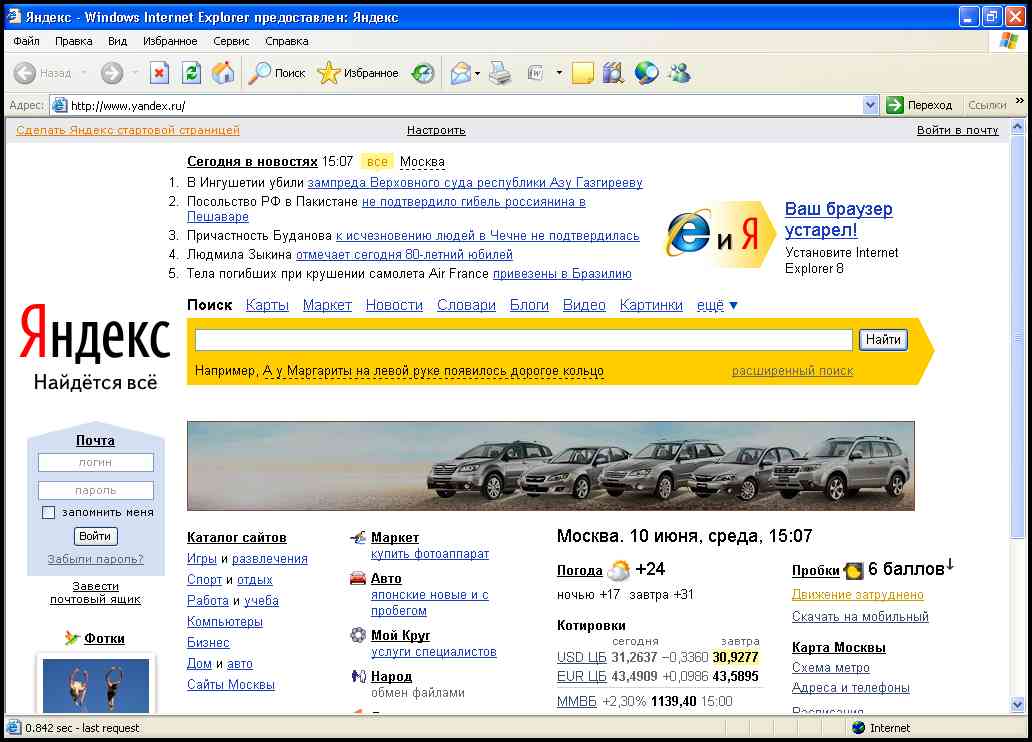 Яндекс - Windows Internet Explorer предоставлен: Яндекс
Файл Правка Вид Избранное Сервис Справка
Назад Поиск Избранное
Адрес: http://www.yandex.ru/ Переход Ссылки »
Сделать Яндекс стартовой страницей Настроить Войти в почту
Сегодня в новостях 15:07 все Москва
1. В Ингушетии убили зампреда Верховного суда республики Азу Газгирееву
2. Посольство РФ в Пакистане не подтвердило гибель россиянина в
Пешаваре
3. Причастность Буданова к исчезновению людей в Чечне не подтвердилась
4. Людмила Зыкина отмечает сегодня 80-летний юбилей
5. Тела погибших при крушении самолета Air France привезены в Бразилию
и Я
Ваш браузер
устарел!
Установите Internet
Explorer 8
Поиск Карты Маркет Новости Словари Блоги Видео Картинки ещё ▼
Яндекс
Найдётся всё
Найти
Например, А у Маргариты на левой руке появилось дорогое кольцо расширенный поиск
Почта
логин
пароль
запомнить меня
Войти
Забыли пароль?
Завести
почтовый ящик
Фотки
Каталог сайтов
Игры и развлечения
Спорт и отдых
Работа и учеба
Компьютеры
Бизнес
Дом и авто
Сайты Москвы
Маркет
купить фотоаппарат
Авто
японские новые и с
пробегом
Мой Круг
услуги специалистов
Народ
обмен файлами
Москва. 10 июня, среда, 15:07
Погода +24
ночью +17 завтра +31
Котировки
сегодня завтра
USD ЦБ 31,2637 −0,3360 30,9277
EUR ЦБ 43,4909 +0,0986 43,5895
ММВБ +2,30% 1139,40 15:00
Пробки 6 баллов↓
Движение затруднено
Скачать на мобильный
Карта Москвы
Схема метро
Адреса и телефоны
Расписания
0.842 sec - last request Internet